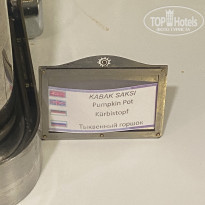 TOP Hotels
KABAK SAKSI
Pumpkin Pot
Kürbistopf
Тыквенный горшок